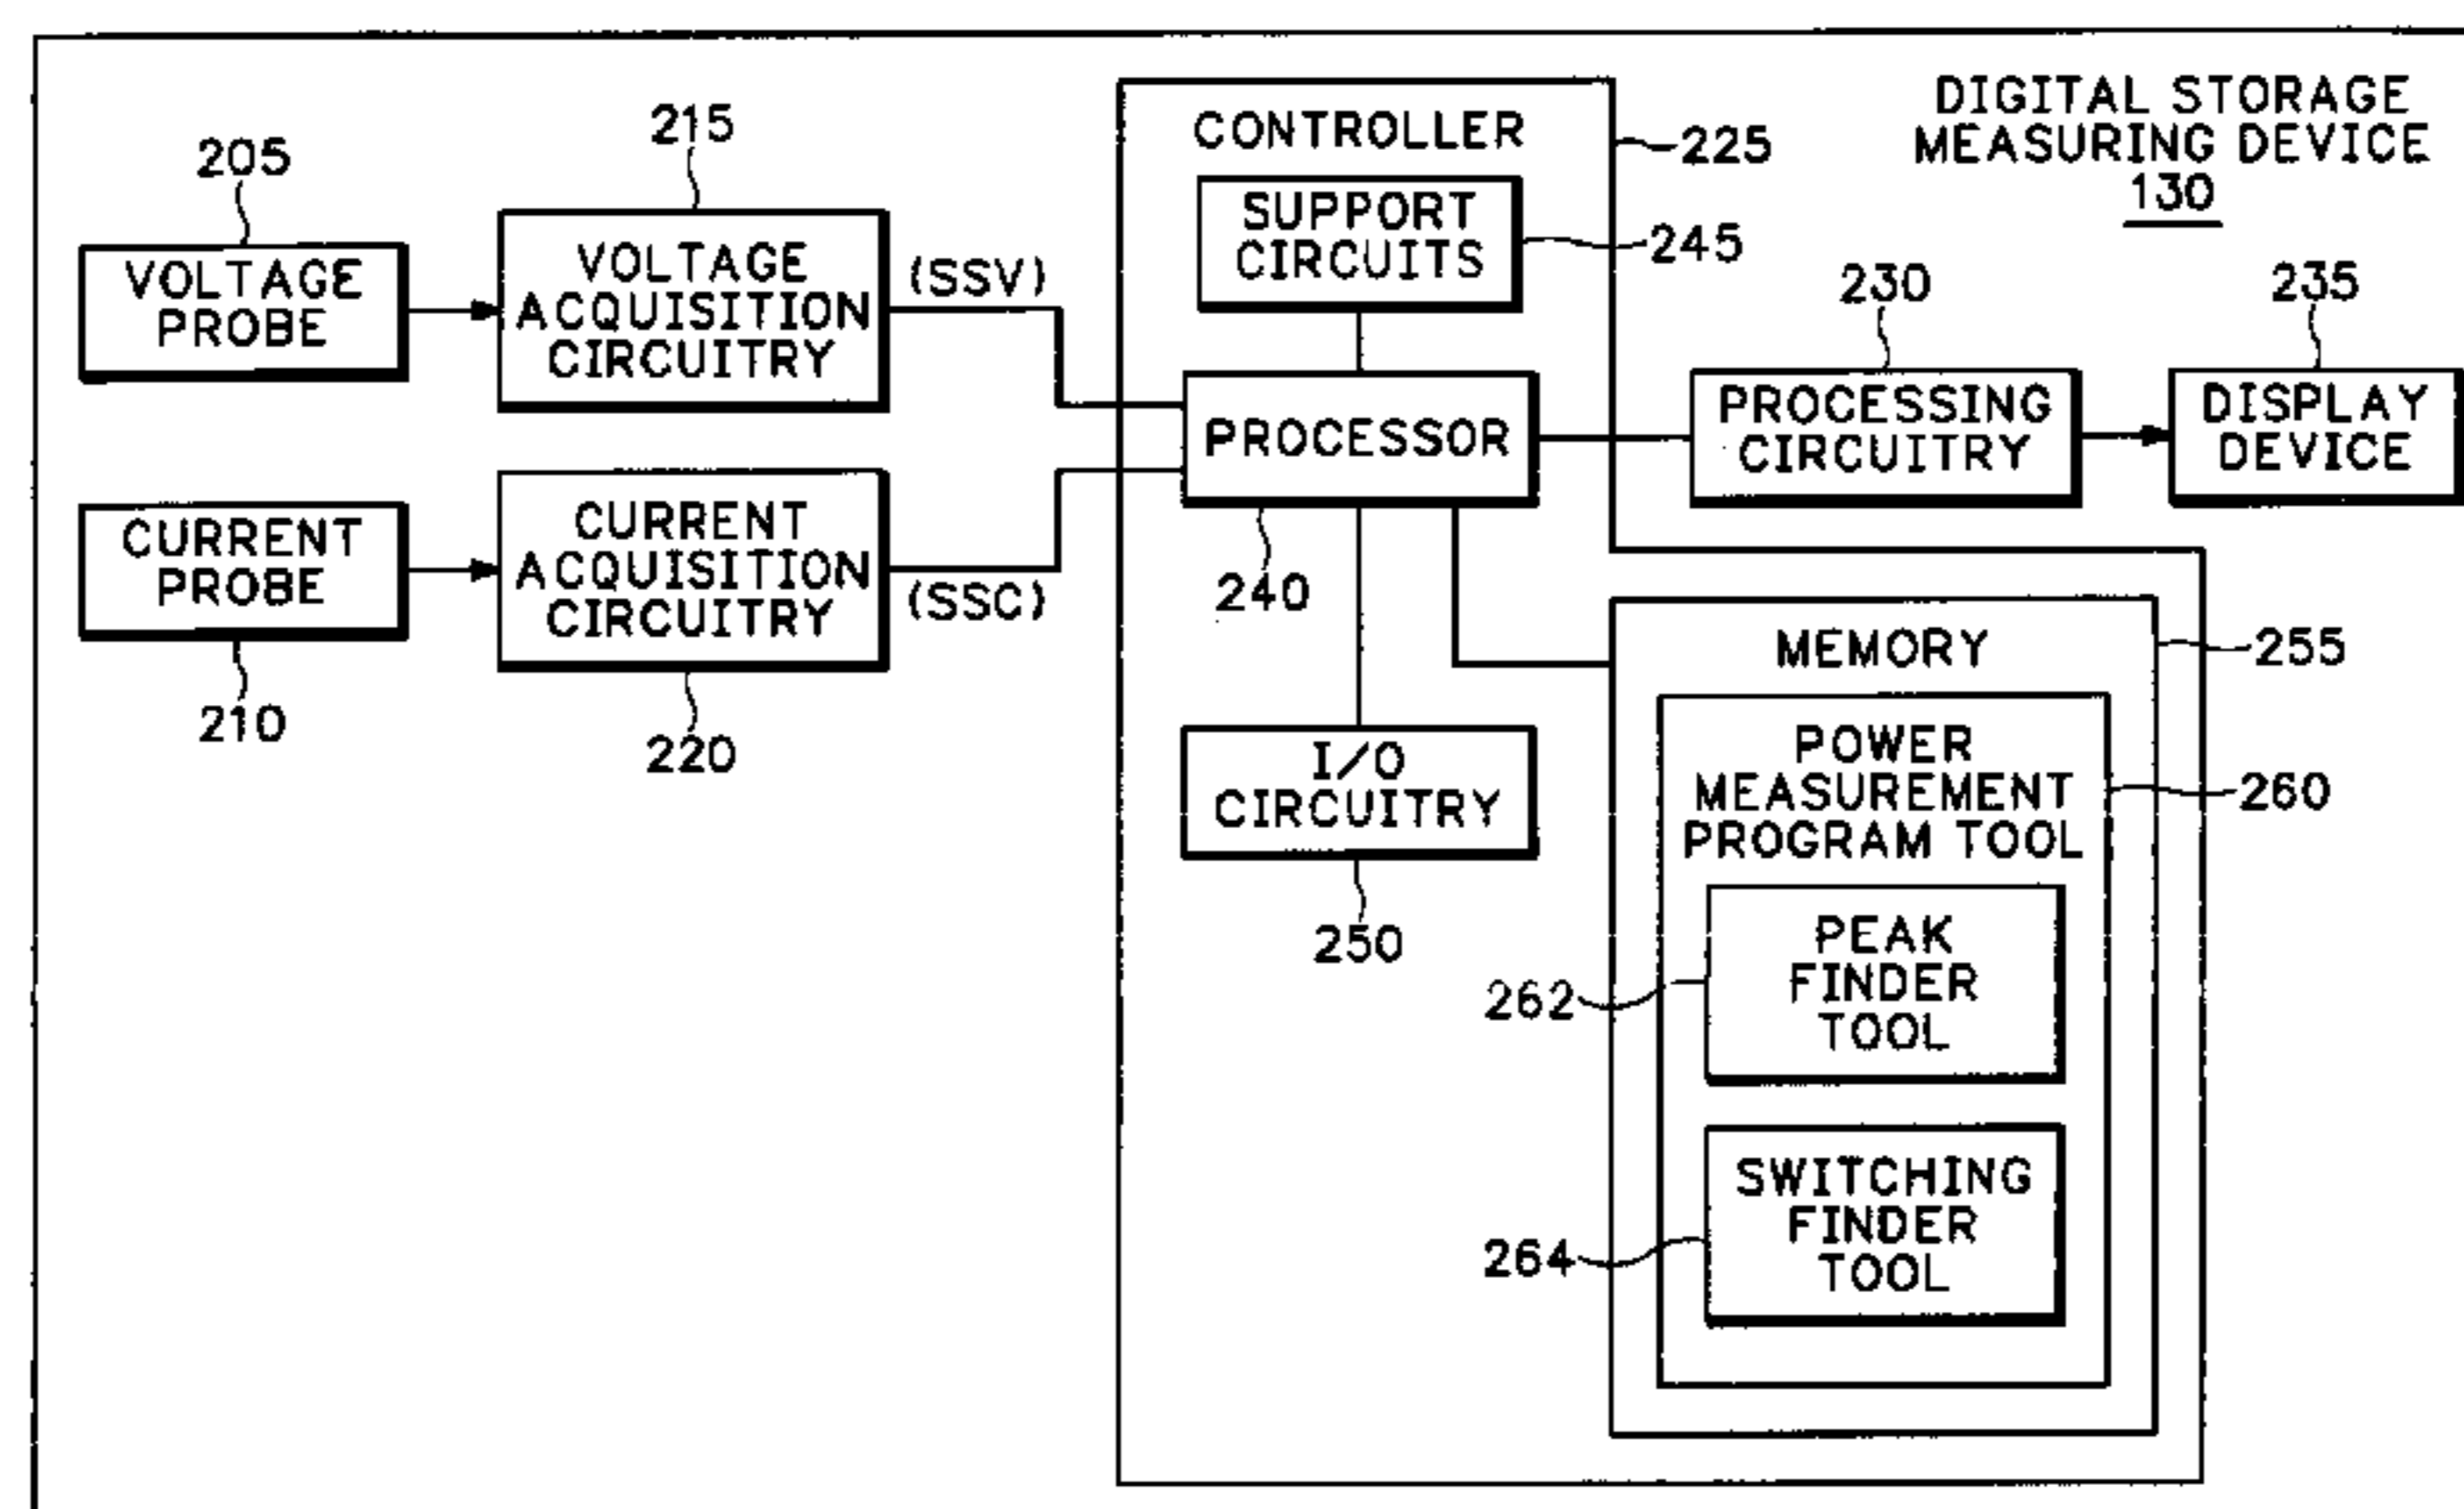 DIGITAL STORAGE
MEASURING DEVICE
130
205
VOLTAGE
PROBE
215
VOLTAGE
ACQUISITION
CIRCUITRY
(SSV)
CURRENT
PROBE
210
CURRENT
ACQUISITION
CIRCUITRY
220
(SSC)
CONTROLLER
225
SUPPORT
CIRCUITS
245
PROCESSOR
240
230
PROCESSING
CIRCUITRY
235
DISPLAY
DEVICE
I/O
CIRCUITRY
250
MEMORY
255
POWER
MEASUREMENT
PROGRAM TOOL
260
PEAK
FINDER
TOOL
262
SWITCHING
FINDER
TOOL
264